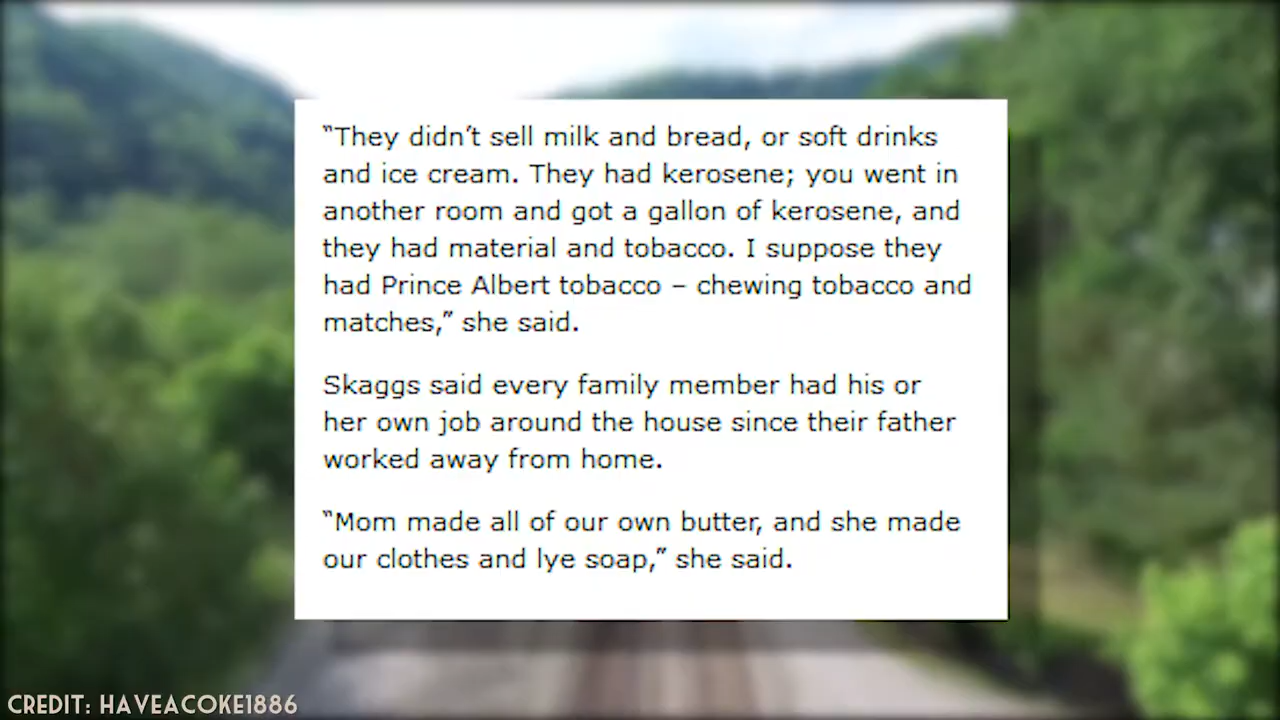 “They didn’t sell milk and bread, or soft drinks
and ice cream. They had kerosene; you went in
another room and got a gallon of kerosene, and
they had material and tobacco. I suppose they
had Prince Albert tobacco – chewing tobacco and
matches,” she said.
Skaggs said every family member had his or
her own job around the house since their father
worked away from home.
“Mom made all of our own butter, and she made
our clothes and lye soap,” she said.
CREDIT: HAVEACOKE1886